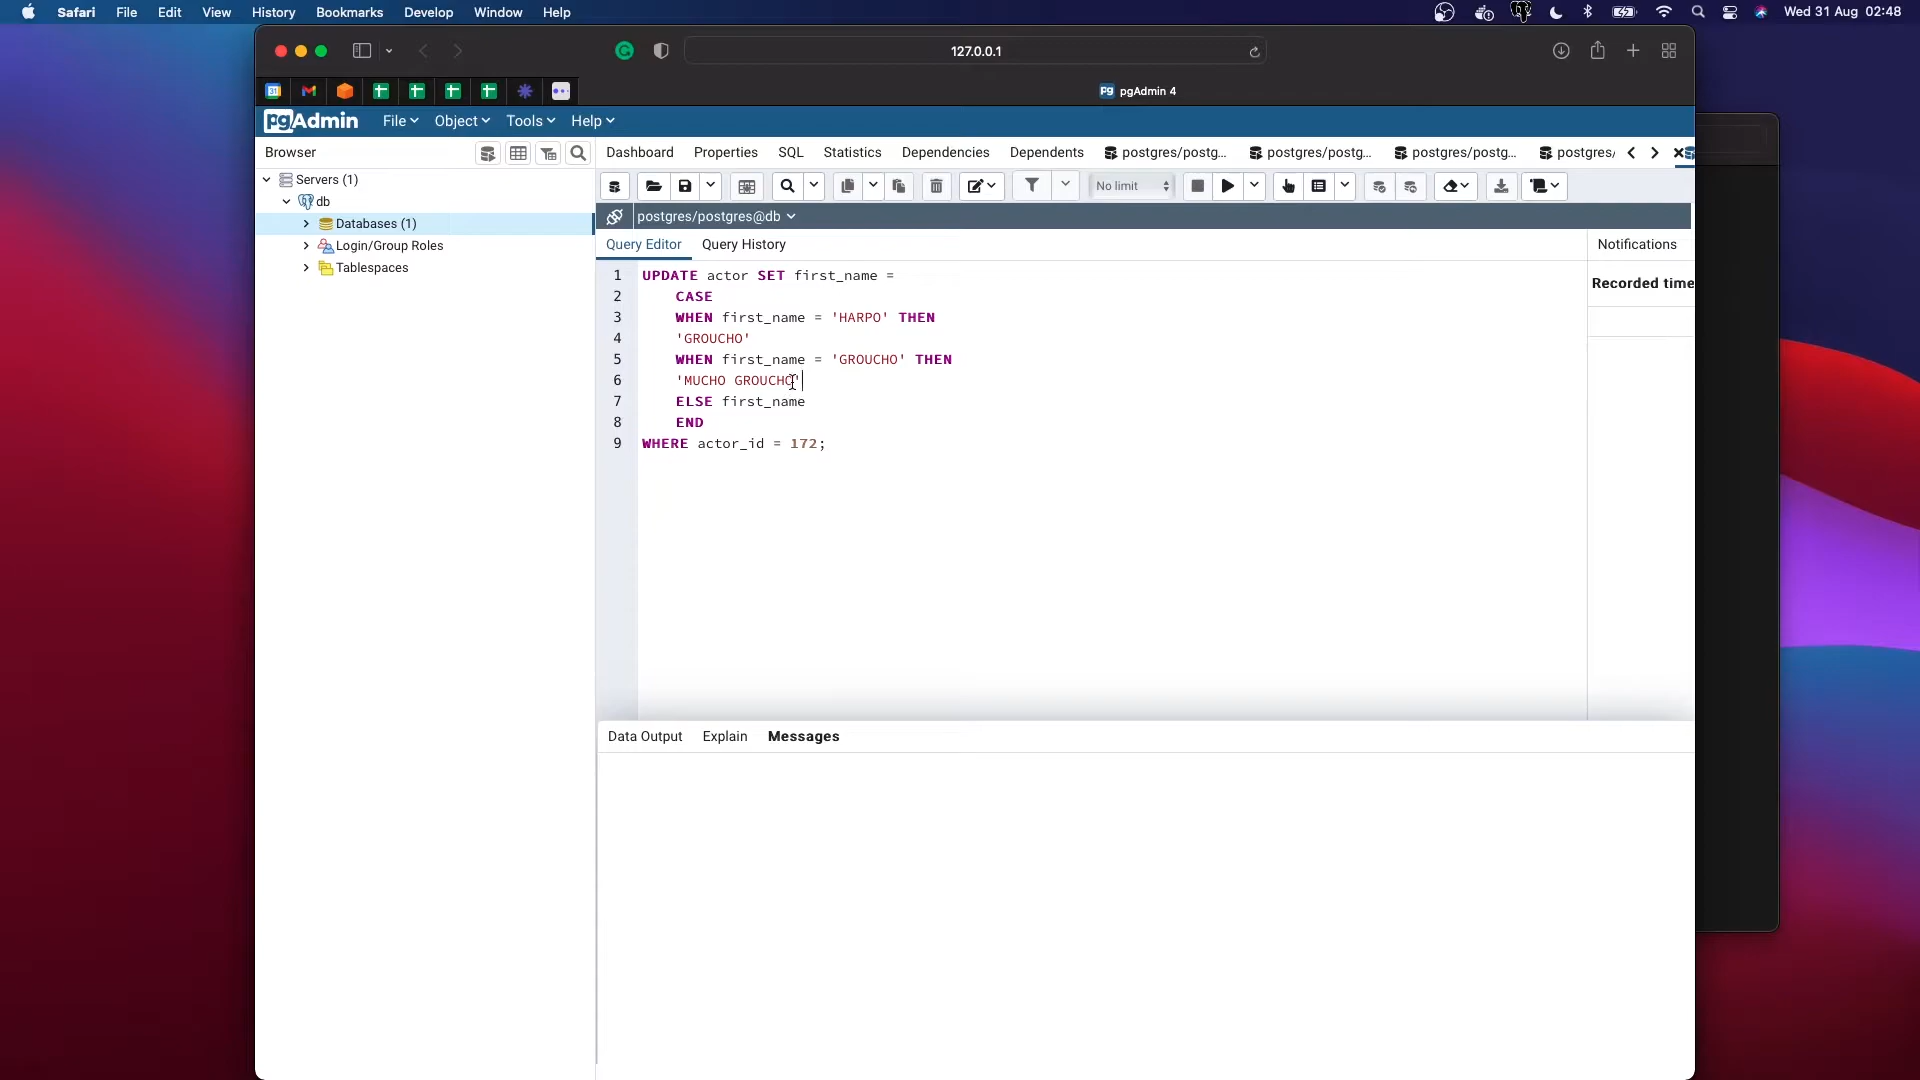 Safari File Edit View History Bookmarks Develop Window Help
Wed 31 Aug 02:48
127.0.0.1
31
Pg pgAdmin 4
pgAdmin File Object Tools Help
Browser
Dashboard Properties SQL Statistics Dependencies Dependents postgres/postg... postgres/postg... postgres/postg... postgres/
Servers (1)
No limit
db
Databases (1)
postgres/postgres@db
Login/Group Roles
Query Editor Query History
Notifications
Tablespaces
1 UPDATE actor SET first_name =
Recorded time
2 CASE
3 WHEN first_name = 'HARPO' THEN
4 'GROUCHO'
5 WHEN first_name = 'GROUCHO' THEN
6 'MUCHO GROUCHO'
7 ELSE first_name
8 END
9 WHERE actor_id = 172;
Data Output Explain Messages